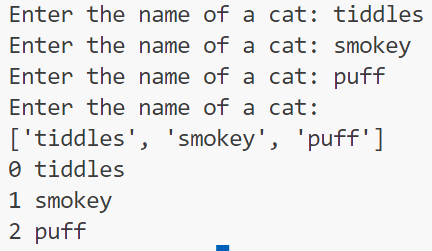 Enter the name of a cat: tiddles
Enter the name of a cat: smokey
Enter the name of a cat: puff
Enter the name of a cat:
['tiddles', 'smokey', 'puff']
0 tiddles
1 smokey
2 puff